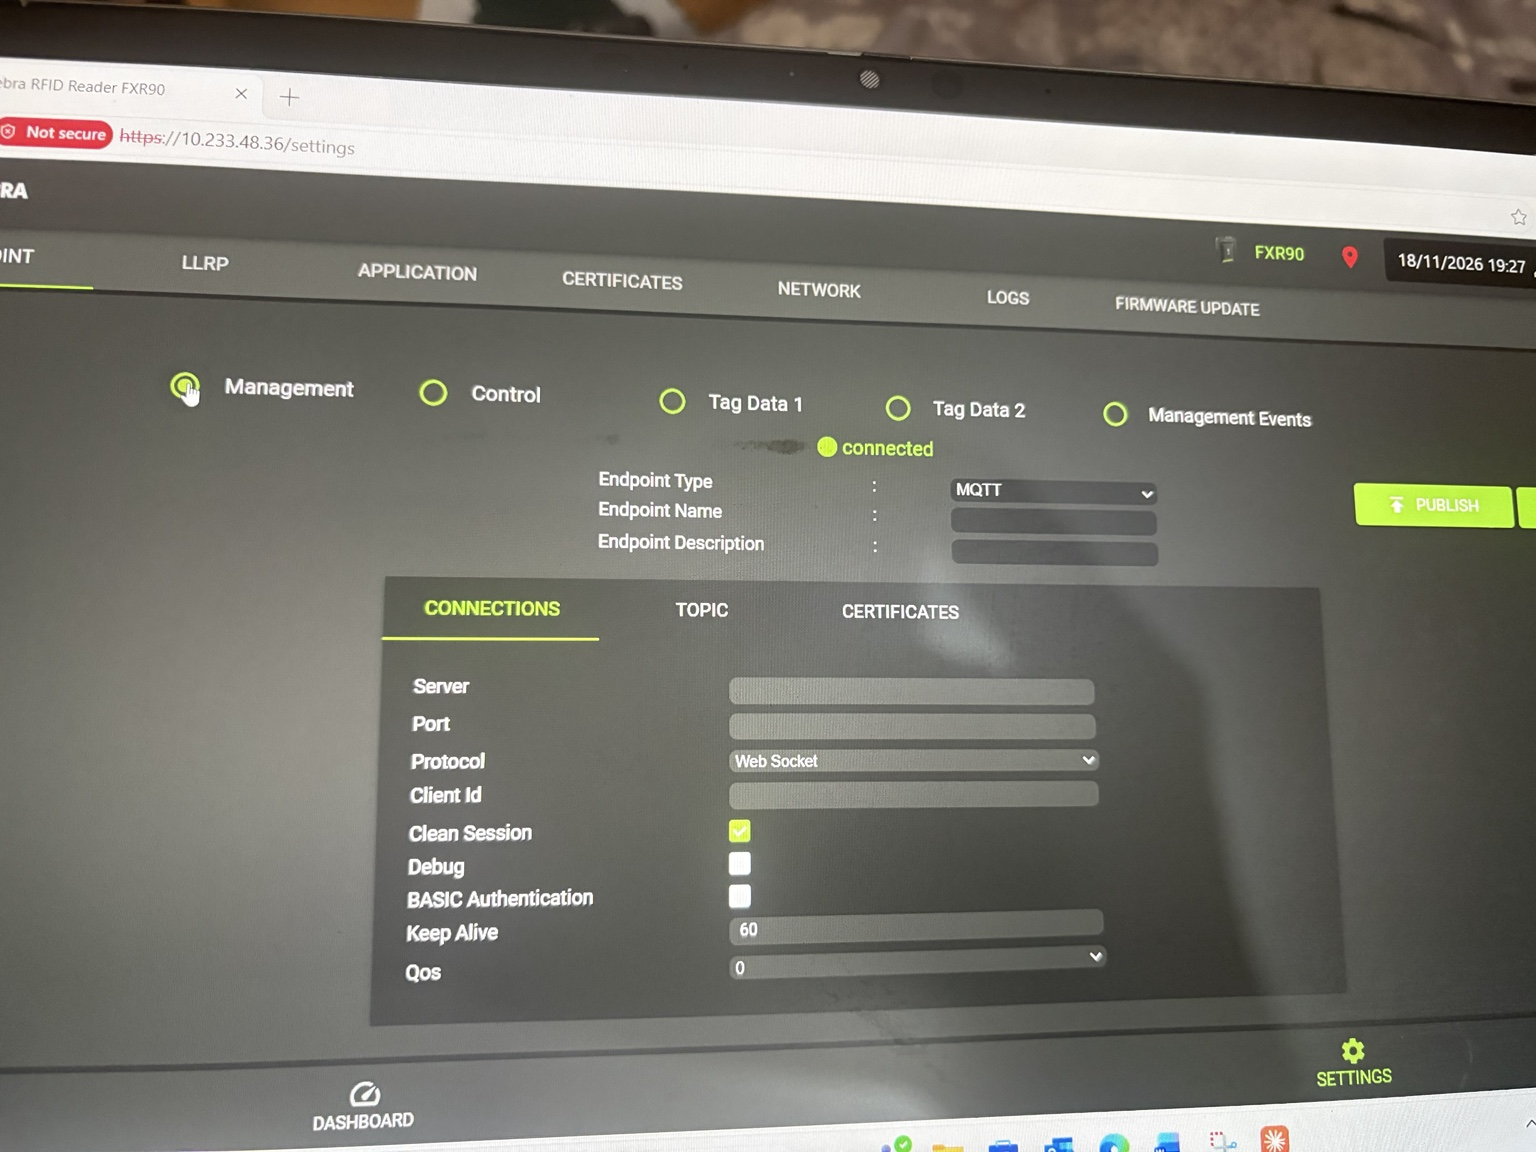 ebra RFID Reader FXR90
Not secure https://10.233.48.36/settings
RA
FXR90 18/11/2026 19:27
OINT LLRP APPLICATION CERTIFICATES NETWORK LOGS FIRMWARE UPDATE
Management Control Tag Data 1 Tag Data 2 Management Events
connected
Endpoint Type : MQTT
Endpoint Name :
Endpoint Description :
PUBLISH
CONNECTIONS TOPIC CERTIFICATES
Server
Port
Protocol Web Socket
Client Id
Clean Session
Debug
BASIC Authentication
Keep Alive 60
Qos 0
DASHBOARD SETTINGS